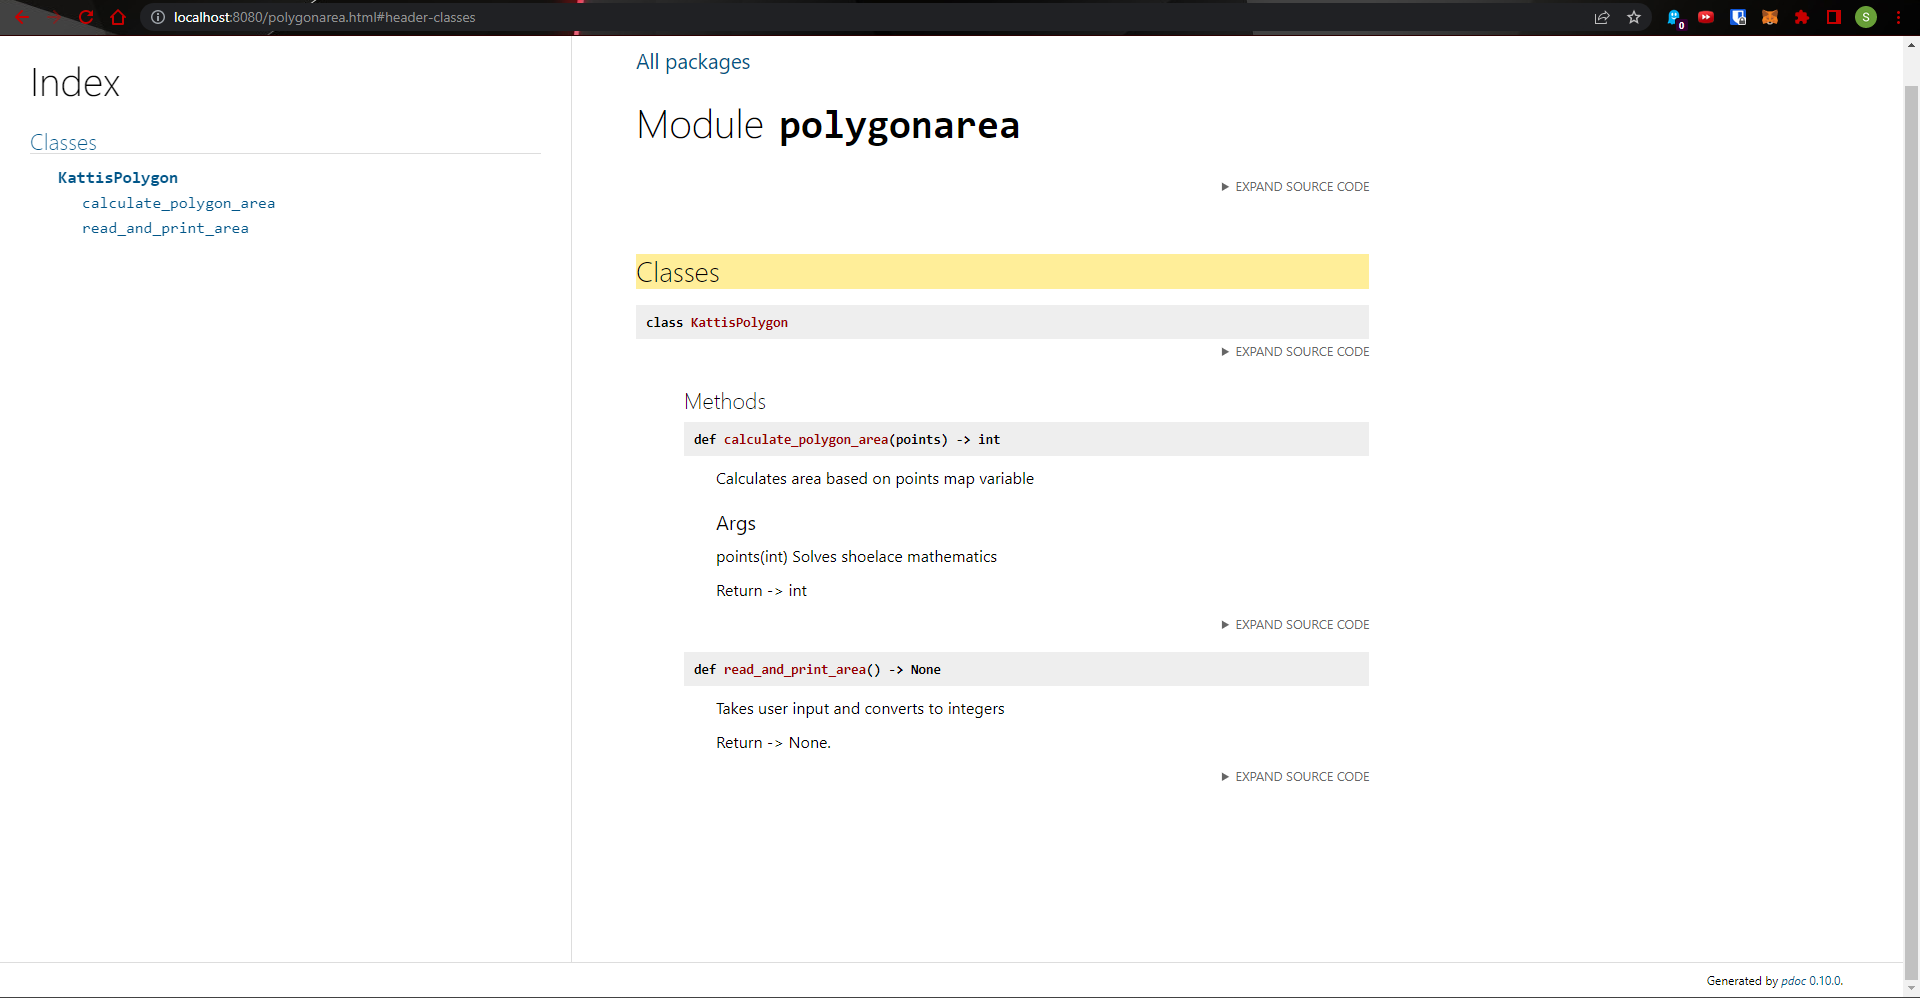 localhost:8080/polygonarea.html#header-classes
0
S
Index
Classes
KattisPolygon
calculate_polygon_area
read_and_print_area
All packages
Module polygonarea
EXPAND SOURCE CODE
Classes
class KattisPolygon
EXPAND SOURCE CODE
Methods
def calculate_polygon_area(points) -> int
Calculates area based on points map variable
Args
points(int) Solves shoelace mathematics
Return -> int
EXPAND SOURCE CODE
def read_and_print_area() -> None
Takes user input and converts to integers
Return -> None.
EXPAND SOURCE CODE
Generated by pdoc 0.10.0.